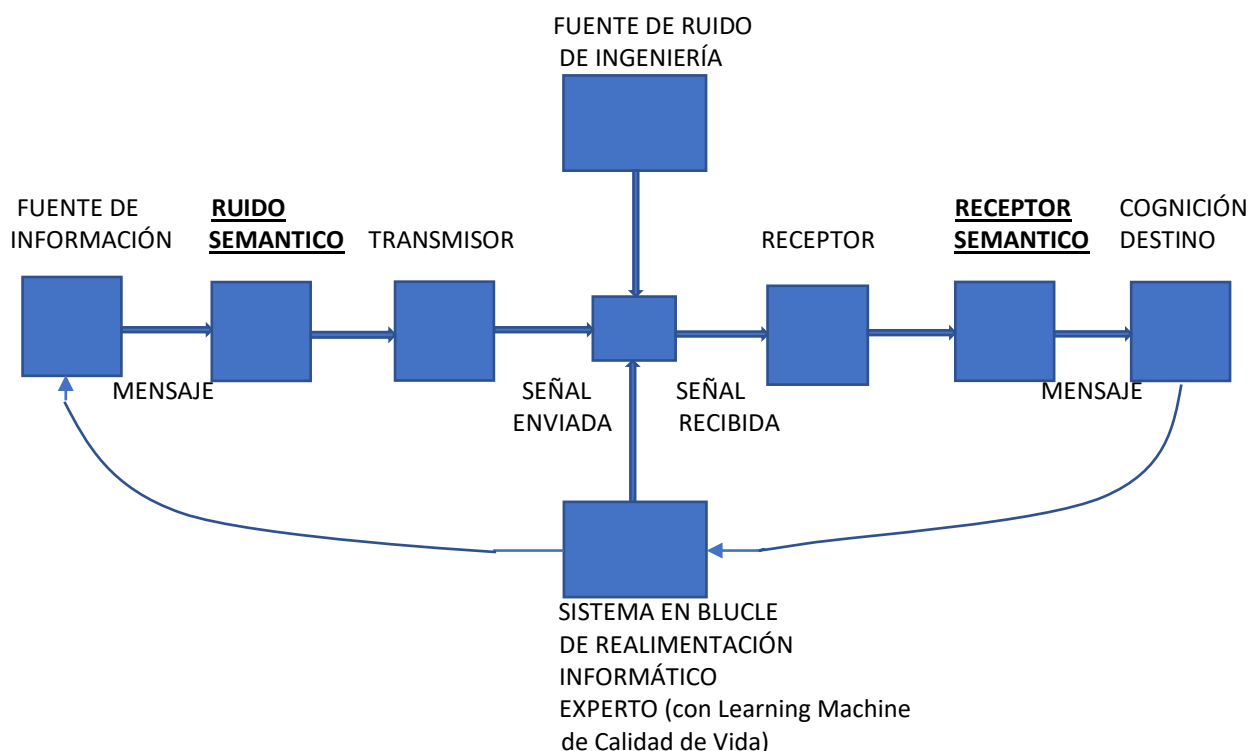 FUENTE DE RUIDO
DE INGENIERÍA
FUENTE DE
INFORMACIÓN
RUIDO
SEMANTICO
TRANSMISOR
RECEPTOR
RECEPTOR
SEMANTICO
COGNICIÓN
DESTINO
MENSAJE
SEÑAL
ENVIADA
SEÑAL
RECIBIDA
MENSAJE
SISTEMA EN BLUCLE
DE REALIMENTACIÓN
INFORMÁTICO
EXPERTO (con Learning Machine
de Calidad de Vida)